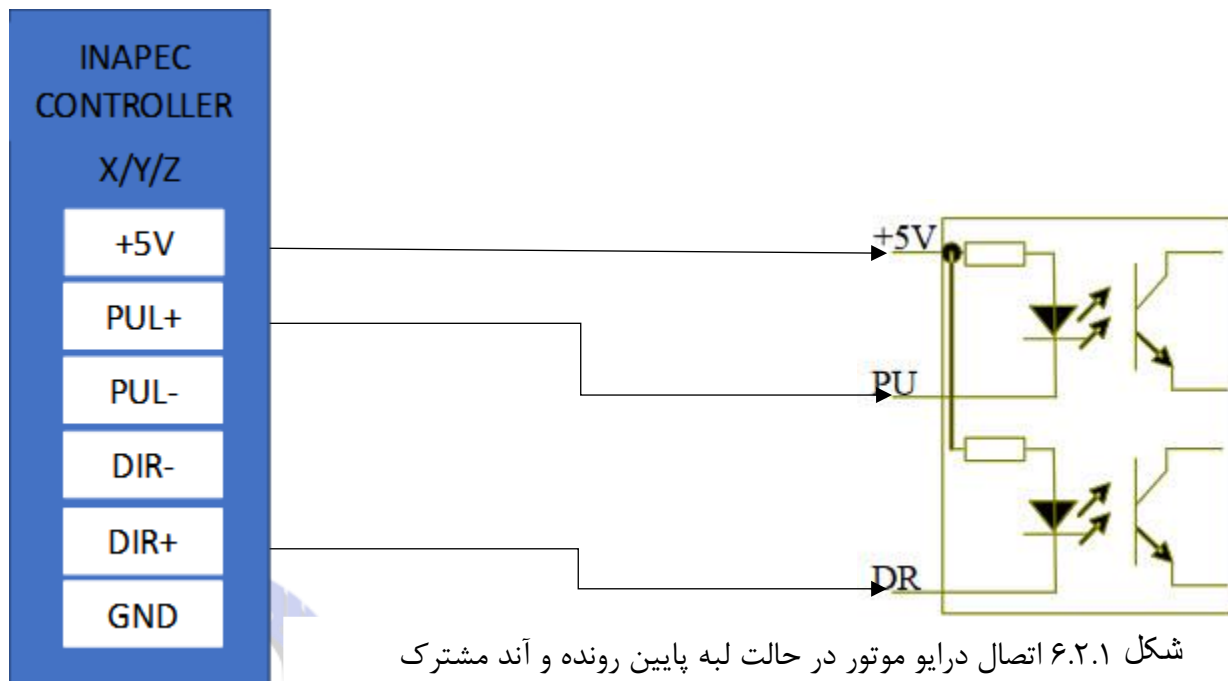 INAPEC
CONTROLLER
X/Y/Z
+5V
PUL+
PUL-
DIR-
DIR+
GND
+5V
PU
DR
شکل ۶.۲.۱ اتصال درایو موتور در حالت لبه پایین رونده و آند مشترک